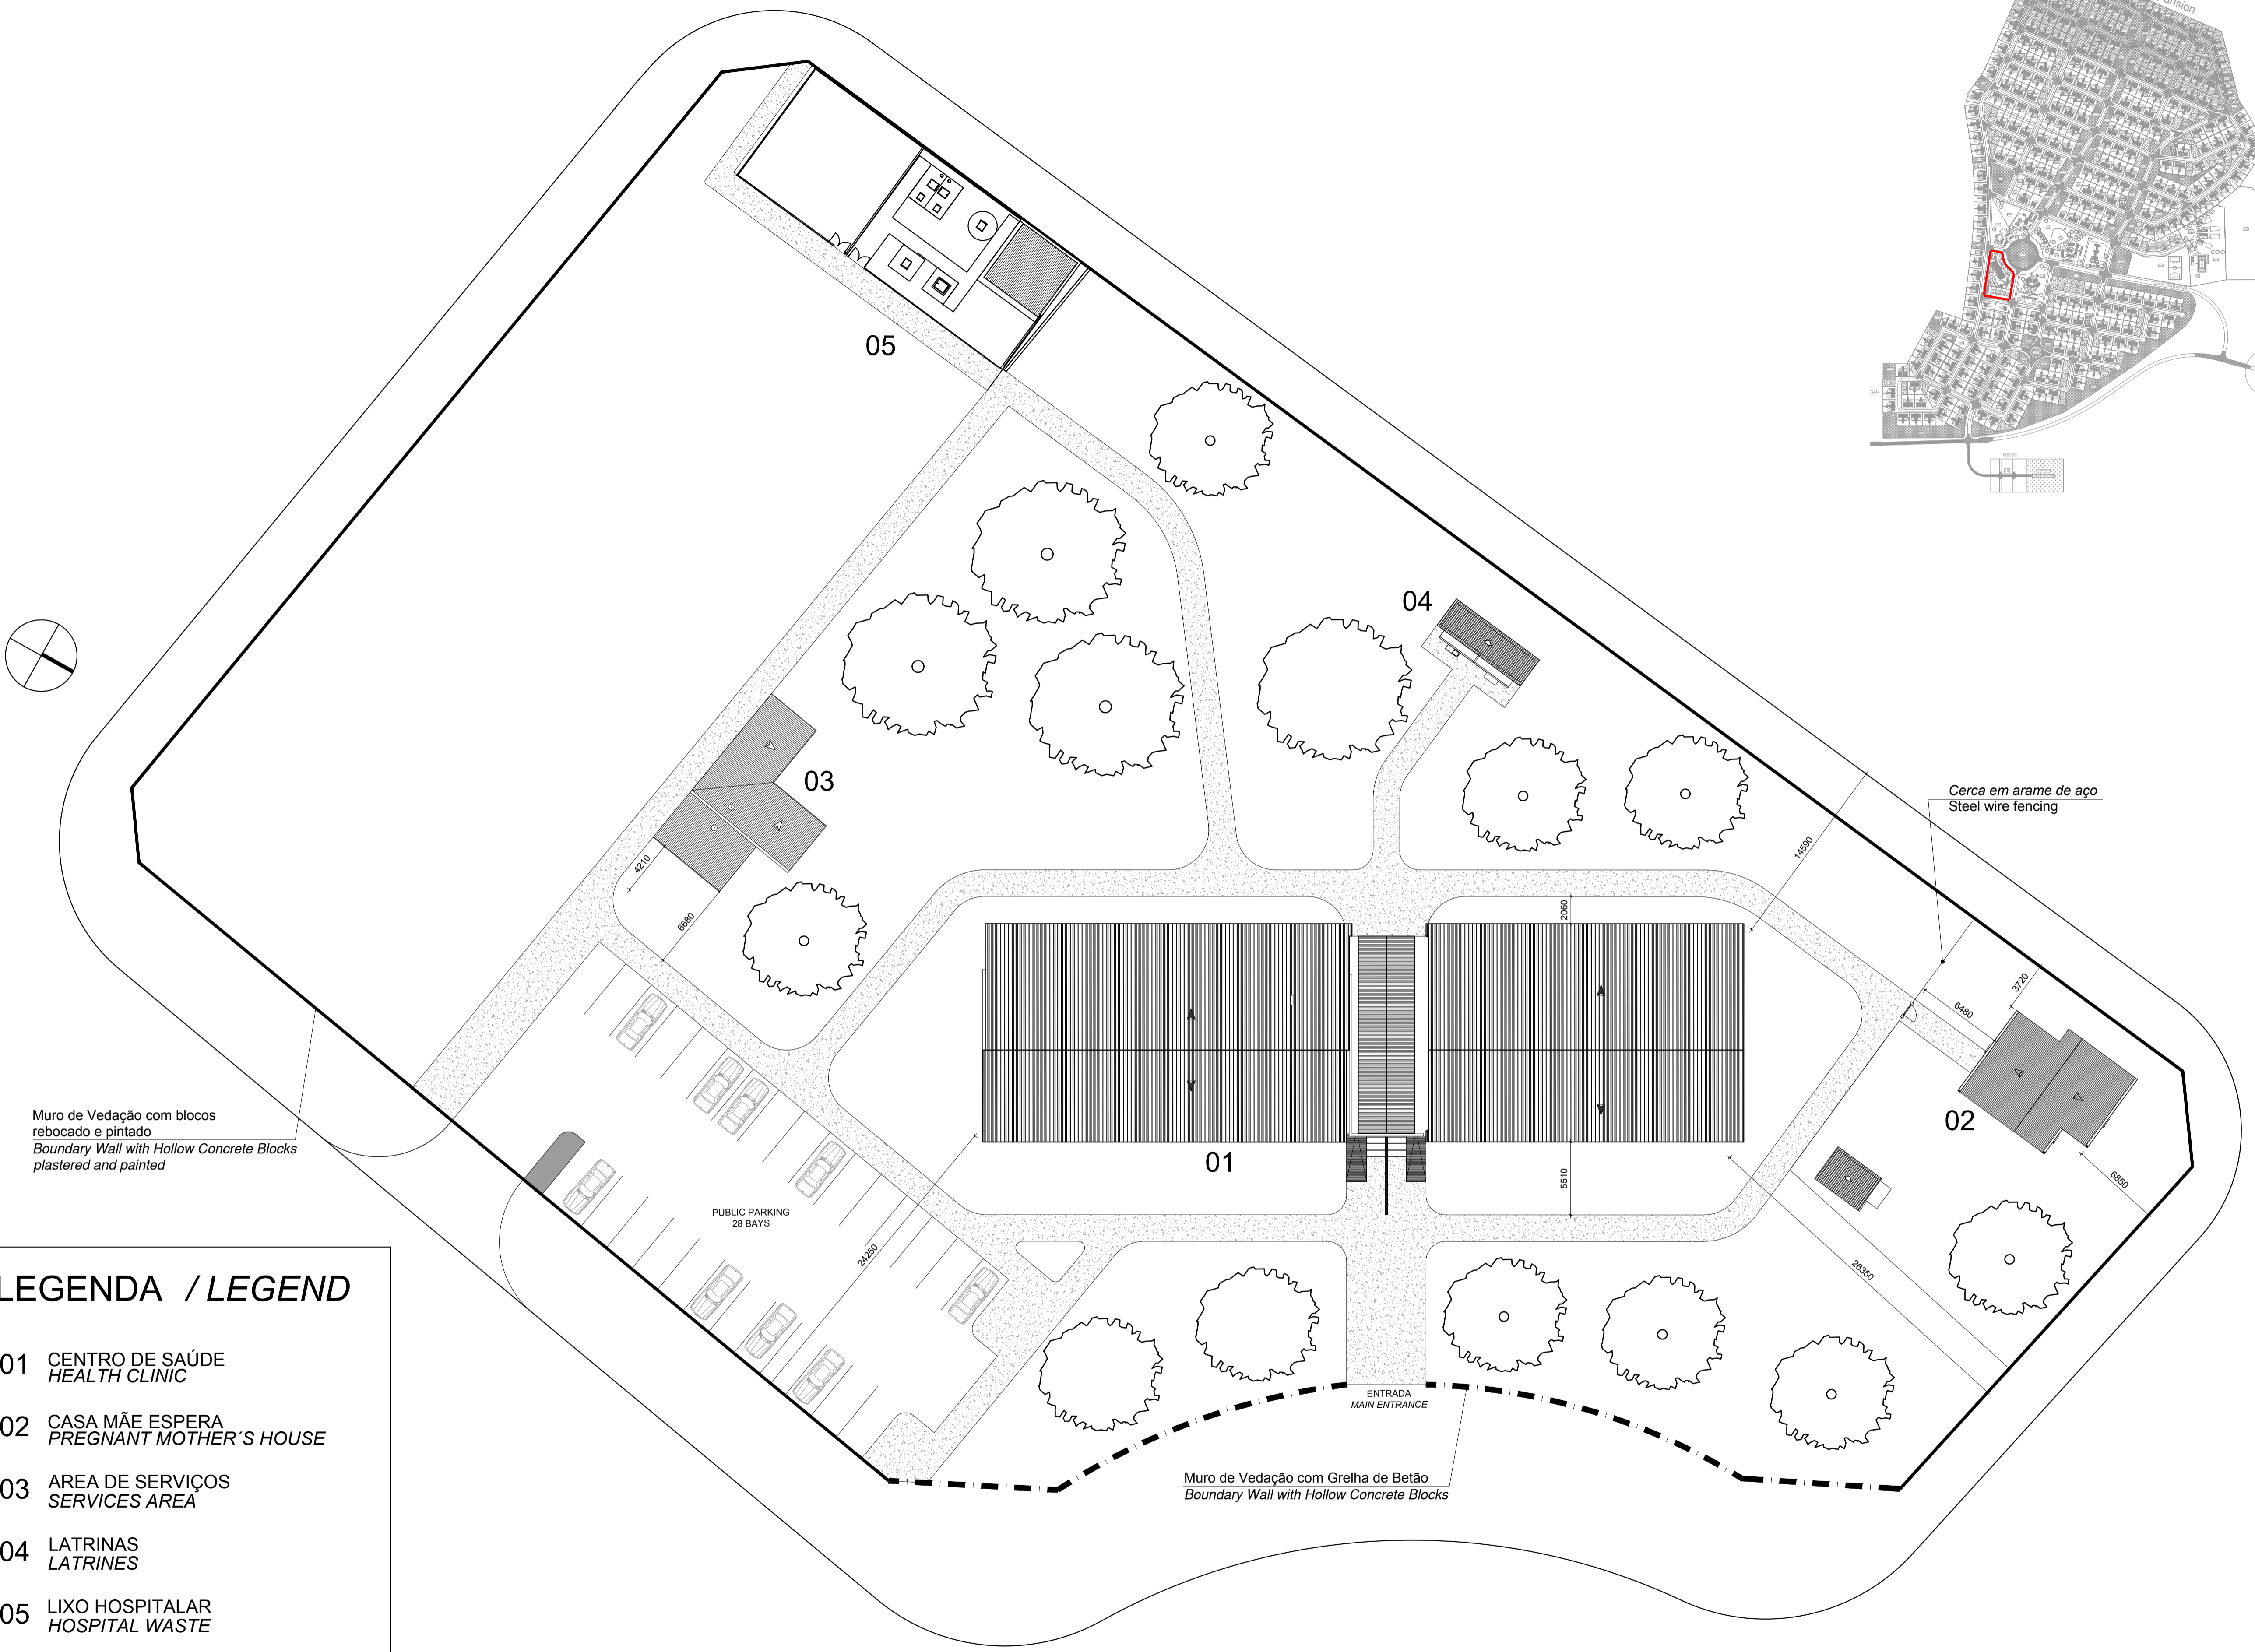 05
04
03
Cerca em arame de aço
Steel wire fencing
14590
4210
6680
2060
3720
6480
02
Muro de Vedação com blocos
rebocado e pintado
Boundary Wall with Hollow Concrete Blocks
plastered and painted
01
5510
6850
PUBLIC PARKING
28 BAYS
24250
26350
ENTRADA
MAIN ENTRANCE
Muro de Vedação com Grelha de Betão
Boundary Wall with Hollow Concrete Blocks
LEGENDA / LEGEND
01 CENTRO DE SAÚDE
HEALTH CLINIC
02 CASA MÃE ESPERA
PREGNANT MOTHER´S HOUSE
03 AREA DE SERVIÇOS
SERVICES AREA
04 LATRINAS
LATRINES
05 LIXO HOSPITALAR
HOSPITAL WASTE